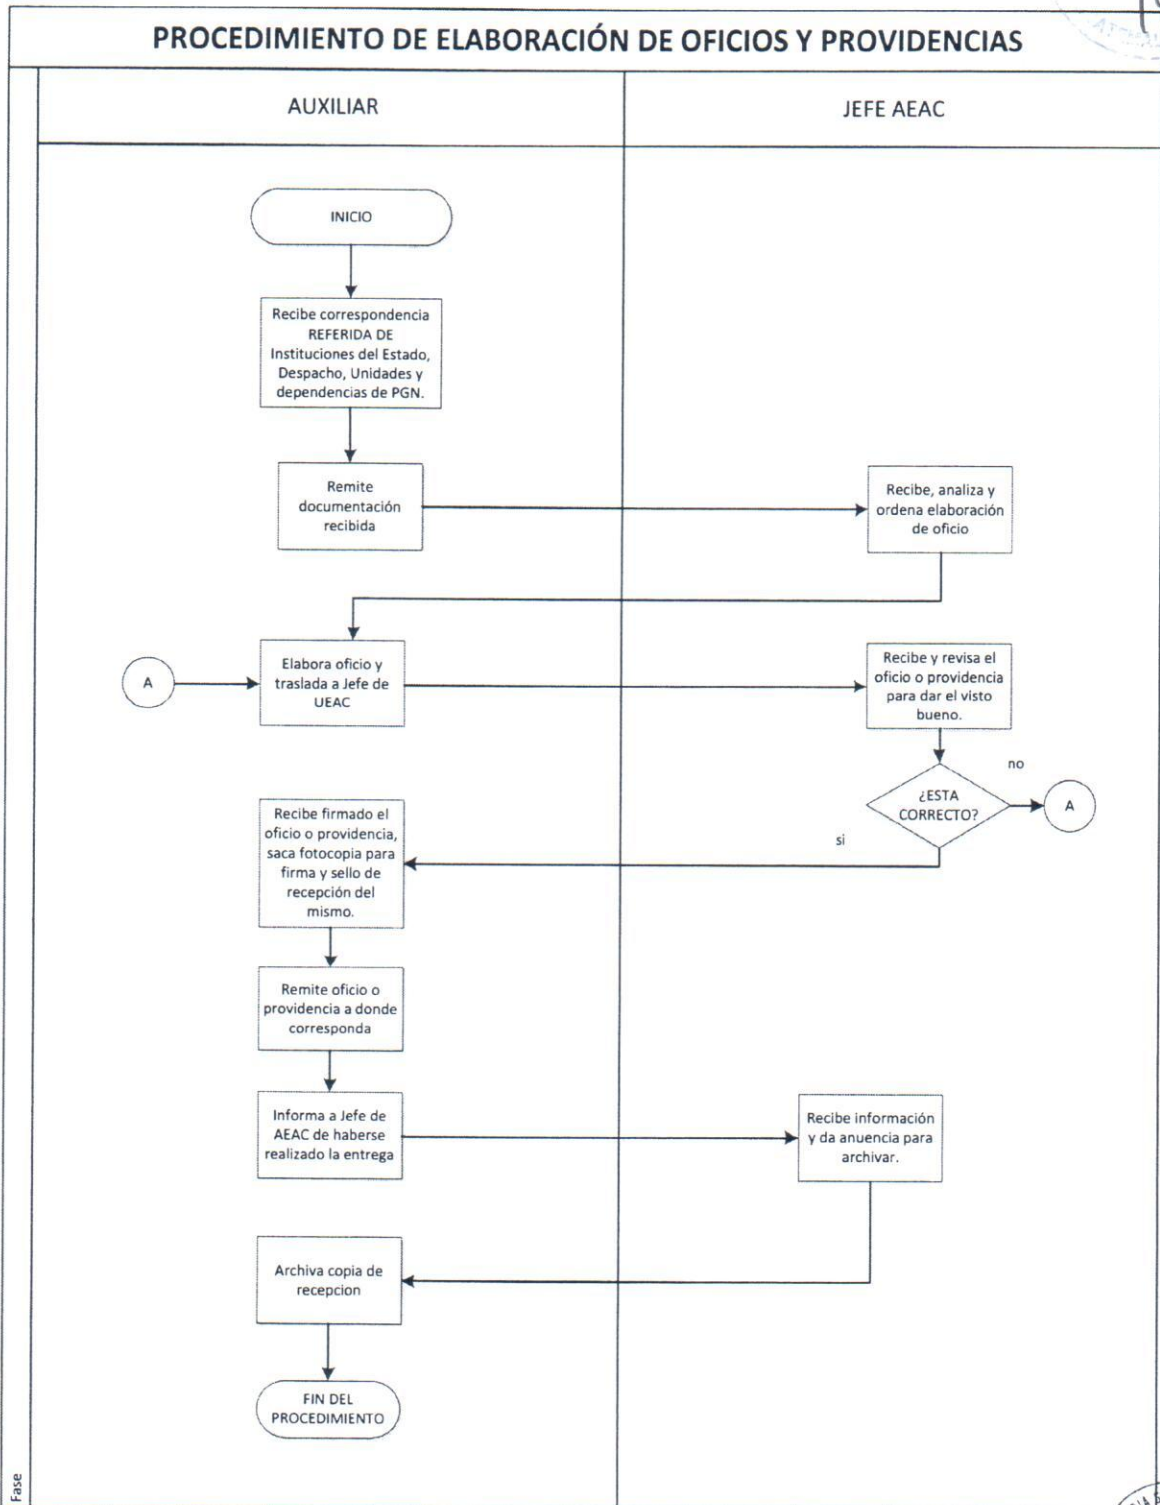 PROCEDIMIENTO DE ELABORACIÓN DE OFICIOS Y PROVIDENCIAS
AUXILIAR
JEFE AEAC
INICIO
Recibe correspondencia
REFERIDA DE
Instituciones del Estado,
Despacho, Unidades y
dependencias de PGN.
Remite
documentación
recibida
Recibe, analiza y
ordena elaboración
de oficio
A
Elabora oficio y
traslada a Jefe de
UEAC
Recibe y revisa el
oficio o providencia
para dar el visto
bueno.
¿ESTA
CORRECTO?
no
A
si
Recibe firmado el
oficio o providencia,
saca fotocopia para
firma y sello de
recepción del
mismo.
Remite oficio o
providencia a donde
corresponda
Informa a Jefe de
AEAC de haberse
realizado la entrega
Recibe información
y da anuencia para
archivar.
Archiva copia de
recepcion
FIN DEL
PROCEDIMIENTO
Fase